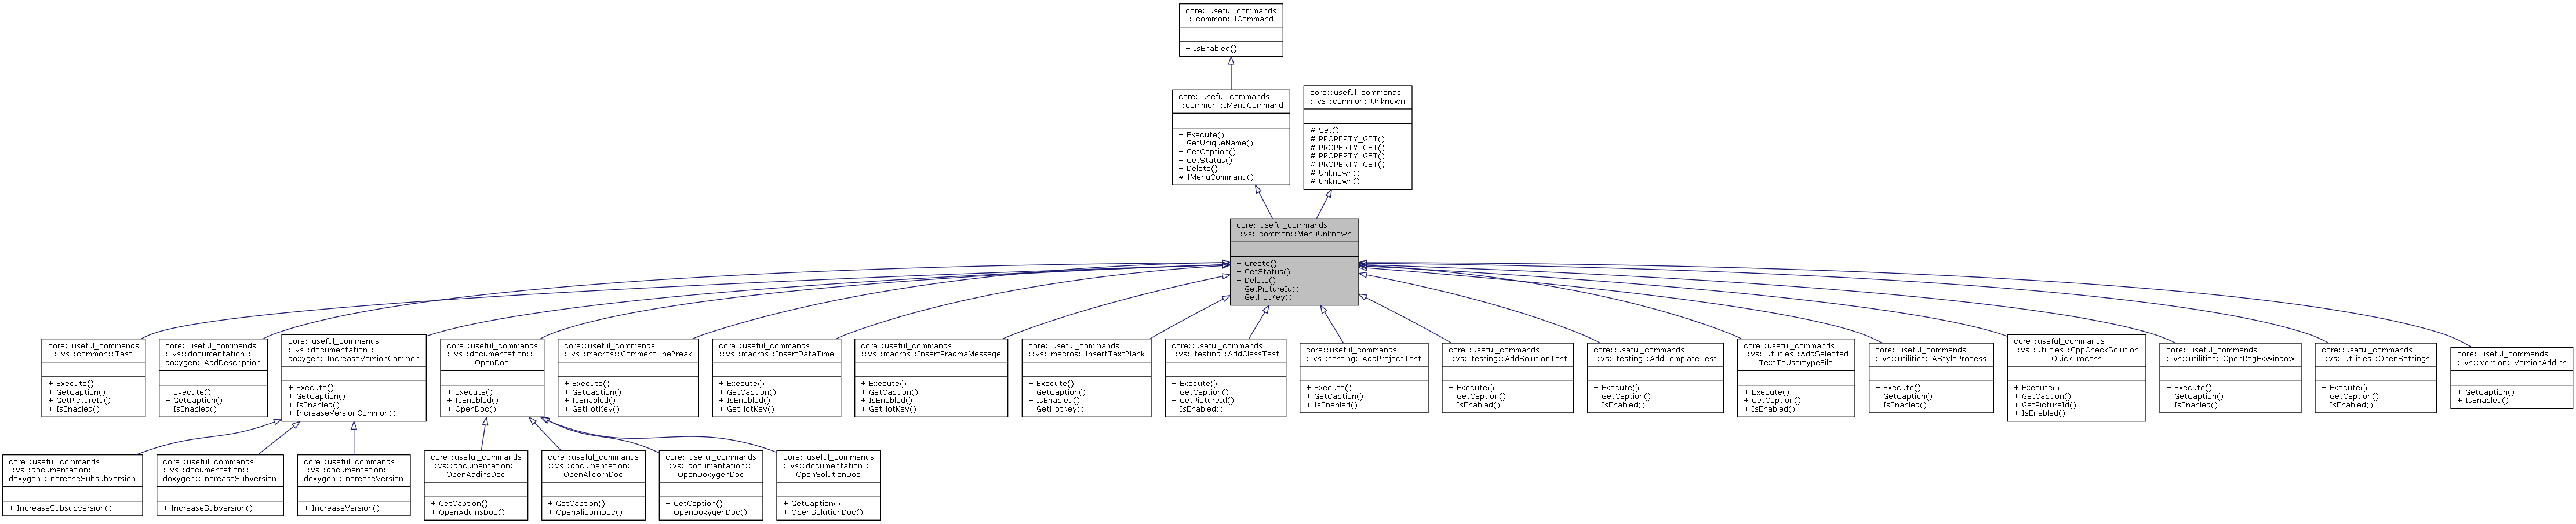 core::useful_commands
::common::ICommand
+ IsEnabled()
core::useful_commands
::common::IMenuCommand
+ Execute()
+ GetUniqueName()
+ GetCaption()
+ GetStatus()
+ Delete()
# IMenuCommand()
core::useful_commands
::vs::common::Unknown
# Set()
# PROPERTY_GET()
# PROPERTY_GET()
# PROPERTY_GET()
# PROPERTY_GET()
# Unknown()
# Unknown()
core::useful_commands
::vs::common::MenuUnknown
+ Create()
+ GetStatus()
+ Delete()
+ GetPictureId()
+ GetHotKey()
core::useful_commands
::vs::common::Test
+ Execute()
+ GetCaption()
+ GetPictureId()
+ IsEnabled()
core::useful_commands
::vs::documentation::
doxygen::AddDescription
+ Execute()
+ GetCaption()
+ IsEnabled()
core::useful_commands
::vs::documentation::
doxygen::IncreaseVersionCommon
+ Execute()
+ GetCaption()
+ IsEnabled()
+ IncreaseVersionCommon()
core::useful_commands
::vs::documentation::
OpenDoc
+ Execute()
+ IsEnabled()
+ OpenDoc()
core::useful_commands
::vs::macros::CommentLineBreak
+ Execute()
+ GetCaption()
+ IsEnabled()
+ GetHotKey()
core::useful_commands
::vs::macros::InsertDataTime
+ Execute()
+ GetCaption()
+ IsEnabled()
+ GetHotKey()
core::useful_commands
::vs::macros::InsertPragmaMessage
+ Execute()
+ GetCaption()
+ IsEnabled()
+ GetHotKey()
core::useful_commands
::vs::macros::InsertTextBlank
+ Execute()
+ GetCaption()
+ IsEnabled()
+ GetHotKey()
core::useful_commands
::vs::testing::AddClassTest
+ Execute()
+ GetCaption()
+ GetPictureId()
+ IsEnabled()
core::useful_commands
::vs::testing::AddProjectTest
+ Execute()
+ GetCaption()
+ IsEnabled()
core::useful_commands
::vs::testing::AddSolutionTest
+ Execute()
+ GetCaption()
+ IsEnabled()
core::useful_commands
::vs::testing::AddTemplateTest
+ Execute()
+ GetCaption()
+ IsEnabled()
core::useful_commands
::vs::utilities::AddSelected
TextToUsertypeFile
+ Execute()
+ GetCaption()
+ IsEnabled()
core::useful_commands
::vs::utilities::AStyleProcess
+ Execute()
+ GetCaption()
+ IsEnabled()
core::useful_commands
::vs::utilities::CppCheckSolution
QuickProcess
+ Execute()
+ GetCaption()
+ GetPictureId()
+ IsEnabled()
core::useful_commands
::vs::utilities::OpenRegExWindow
+ Execute()
+ GetCaption()
+ IsEnabled()
core::useful_commands
::vs::utilities::OpenSettings
+ Execute()
+ GetCaption()
+ IsEnabled()
core::useful_commands
::vs::version::VersionAddins
+ GetCaption()
+ IsEnabled()
core::useful_commands
::vs::documentation::
doxygen::IncreaseSubsubversion
+ IncreaseSubsubversion()
core::useful_commands
::vs::documentation::
doxygen::IncreaseSubversion
+ IncreaseSubversion()
core::useful_commands
::vs::documentation::
doxygen::IncreaseVersion
+ IncreaseVersion()
core::useful_commands
::vs::documentation::
OpenAddinsDoc
+ GetCaption()
+ OpenAddinsDoc()
core::useful_commands
::vs::documentation::
OpenAlicornDoc
+ GetCaption()
+ OpenAlicornDoc()
core::useful_commands
::vs::documentation::
OpenDoxygenDoc
+ GetCaption()
+ OpenDoxygenDoc()
core::useful_commands
::vs::documentation::
OpenSolutionDoc
+ GetCaption()
+ OpenSolutionDoc()